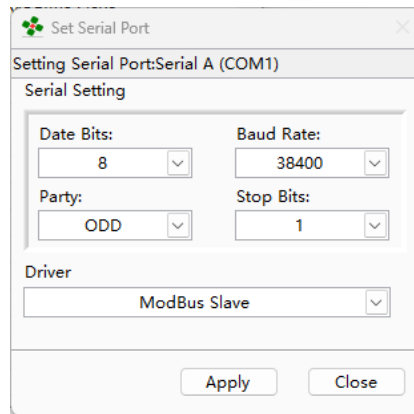 Set Serial Port
Setting Serial Port:Serial A (COM1)
Serial Setting
Date Bits: Baud Rate:
8 38400
Party: Stop Bits:
ODD 1
Driver
ModBus Slave
Apply Close